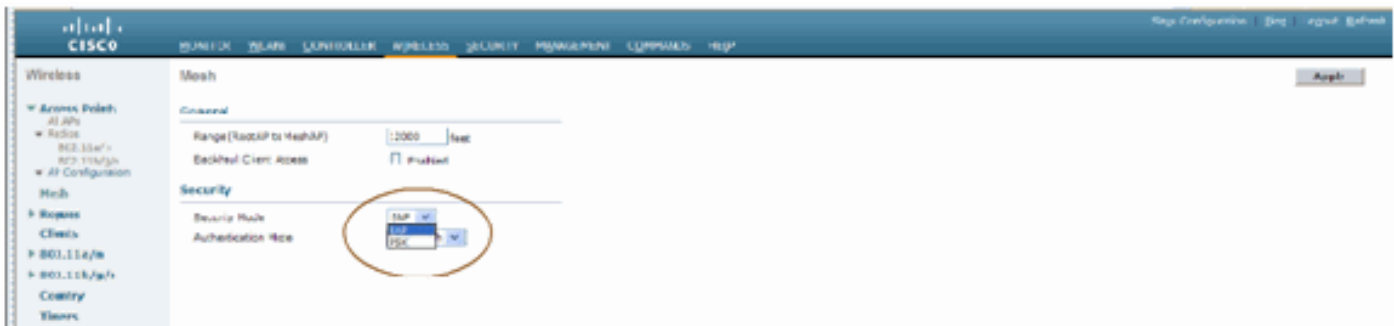 Save Configuration | Ping | Logout | Refresh
CISCO
MONITOR WLANs CONTROLLER WIRELESS SECURITY MANAGEMENT COMMANDS HELP
Wireless
Mesh
Apply
Access Points
All APs
Radios
802.11a/n
802.11b/g/n
AP Configuration
Mesh
Rogues
Clients
802.11a/n
802.11b/g/n
Country
Timers
General
Range (RootAP to MeshAP) 12000 feet
Backhaul Client Access Enabled
Security
Security Mode EAP
EAP
PSK
Authentication Mode